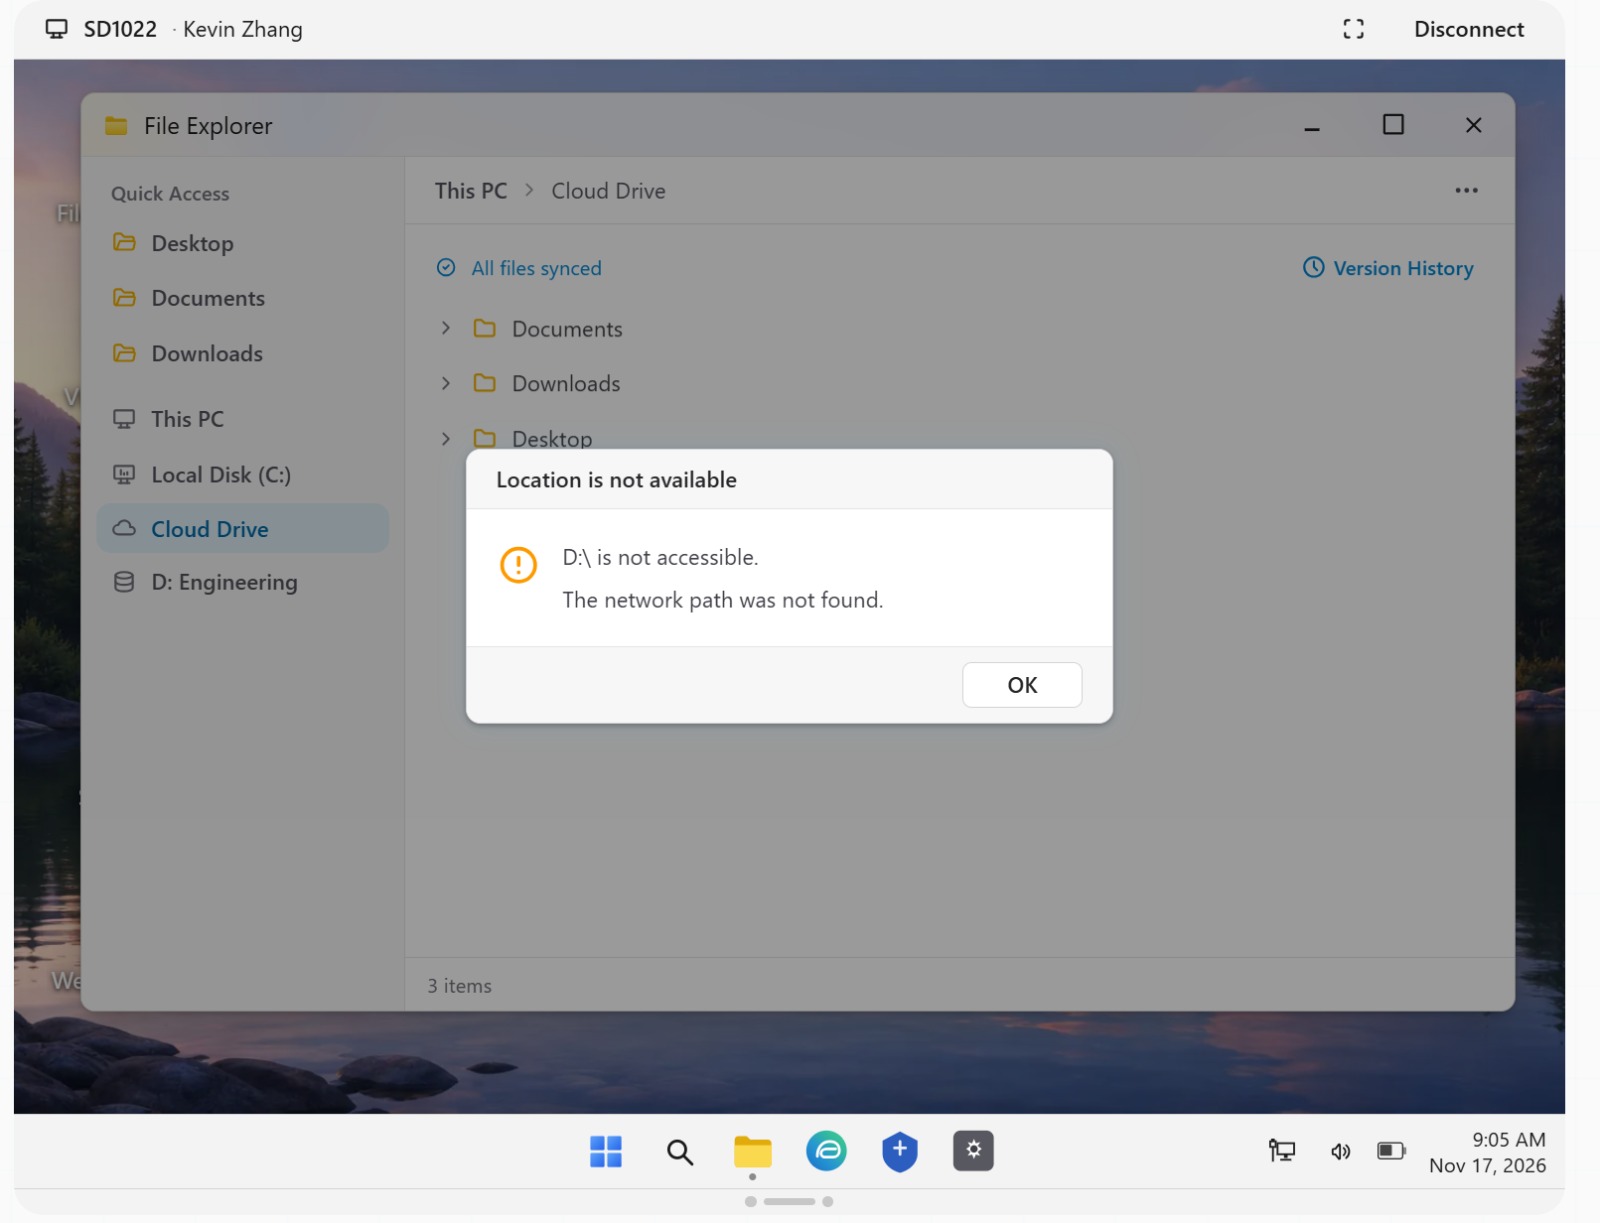 SD1022 · Kevin Zhang
Disconnect
File Explorer
Quick Access
Desktop
Documents
Downloads
This PC
Local Disk (C:)
Cloud Drive
D: Engineering
This PC > Cloud Drive
All files synced
Version History
Documents
Downloads
Desktop
Location is not available
D:\ is not accessible.
The network path was not found.
OK
3 items
9:05 AM
Nov 17, 2026